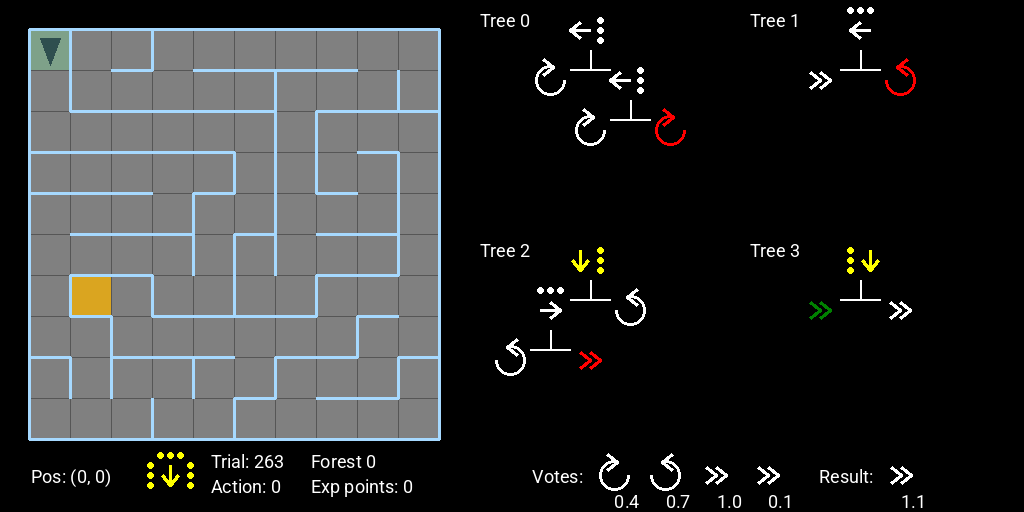 Tree 0
Tree 1
Tree 2
Tree 3
Pos: (0, 0)
Trial: 263
Forest 0
Action: 0
Exp points: 0
Votes:
0.4
0.7
1.0
0.1
Result:
1.1